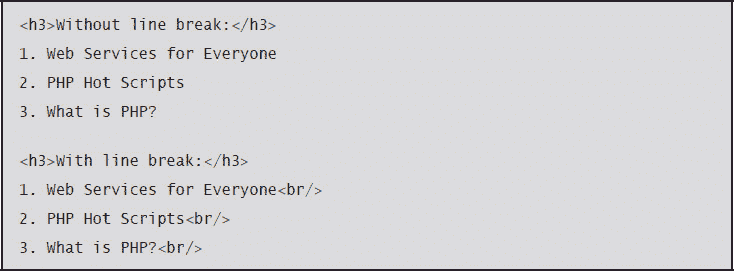 <h3>Without line break:</h3>
1. Web Services for Everyone
2. PHP Hot Scripts
3. What is PHP?
<h3>With line break:</h3>
1. Web Services for Everyone<br/>
2. PHP Hot Scripts<br/>
3. What is PHP?<br/>